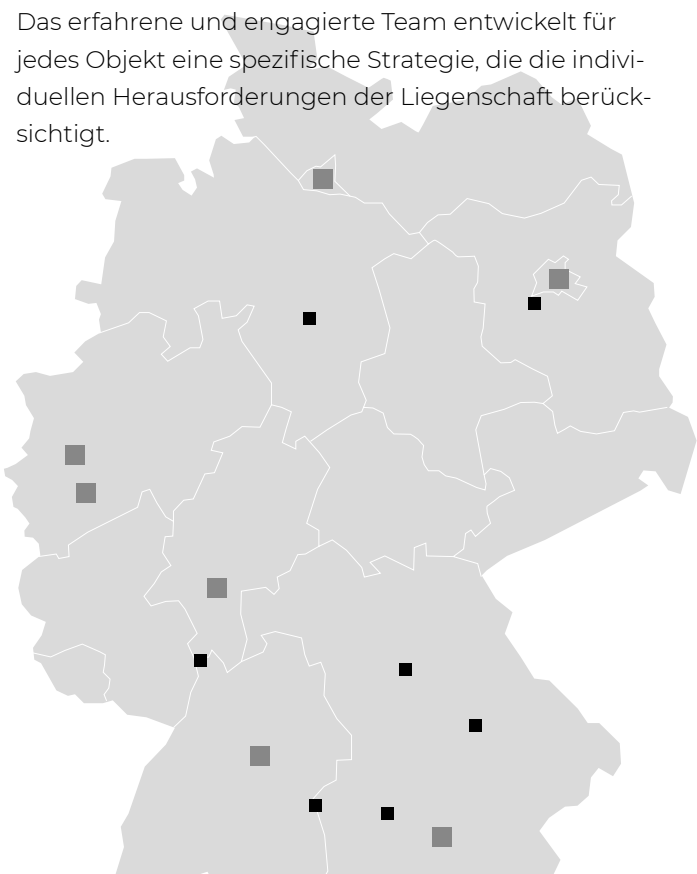 Das erfahrene und engagierte Team entwickelt für
jedes Objekt eine spezifische Strategie, die die indivi-
duellen Herausforderungen der Liegenschaft berück-
sichtigt.